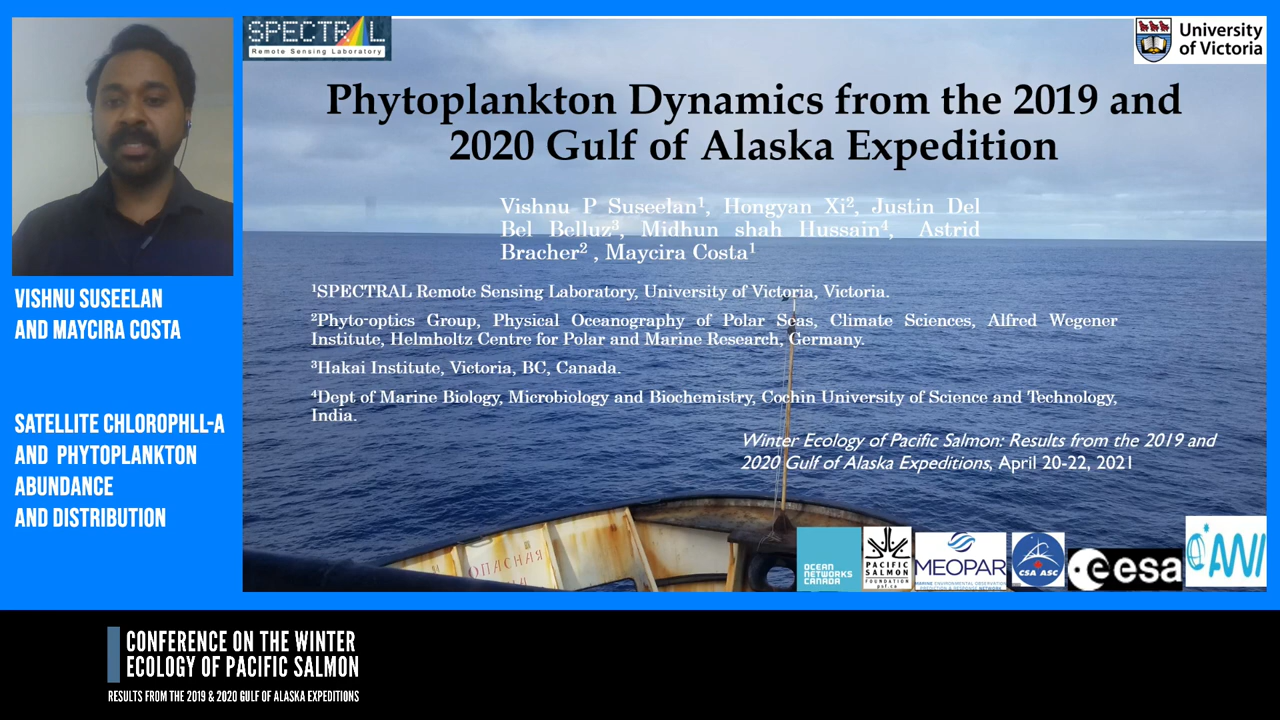 SPECTRAL
Remote Sensing Laboratory
University
of Victoria
Phytoplankton Dynamics from the 2019 and
2020 Gulf of Alaska Expedition
Vishnu P Suseelan¹, Hongyan Xi², Justin Del
Bel Belluz³, Midhun shah Hussain⁴, Astrid
Bracher² , Maycira Costa¹
¹SPECTRAL Remote Sensing Laboratory, University of Victoria, Victoria.
²Phyto-optics Group, Physical Oceanography of Polar Seas, Climate Sciences, Alfred Wegener
Institute, Helmholtz Centre for Polar and Marine Research, Germany.
³Hakai Institute, Victoria, BC, Canada.
⁴Dept of Marine Biology, Microbiology and Biochemistry, Cochin University of Science and Technology,
India.
Winter Ecology of Pacific Salmon: Results from the 2019 and
2020 Gulf of Alaska Expeditions, April 20-22, 2021
ОПАСНАЯ
OCEAN
NETWORKS
CANADA
PACIFIC
SALMON
FOUNDATION
psf.ca
MEOPAR
CSA ASC
esa
AWI
VISHNU SUSEELAN
AND MAYCIRA COSTA
SATELLITE CHLOROPHLL-A
AND PHYTOPLANKTON
ABUNDANCE
AND DISTRIBUTION
CONFERENCE ON THE WINTER
ECOLOGY OF PACIFIC SALMON
RESULTS FROM THE 2019 & 2020 GULF OF ALASKA EXPEDITIONS